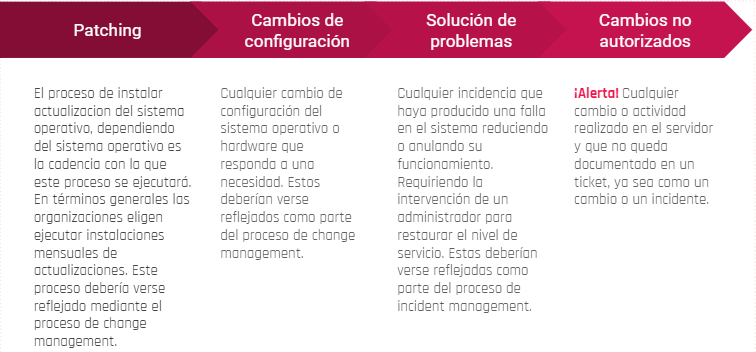 Patching
Cambios de
configuración
Solución de
problemas
Cambios no
autorizados
El proceso de instalar
actualizacion del sistema
operativo, dependiendo
del sistema operativo es
la cadencia con la que
este proceso se ejecutará.
En términos generales las
organizaciones eligen
ejecutar instalaciones
mensuales de
actualizaciones. Este
proceso debería verse
reflejado mediante el
proceso de change
management.
Cualquier cambio de
configuración del
sistema operativo o
hardware que
responda a una
necesidad. Estos
deberían verse
reflejados como parte
del proceso de change
management.
Cualquier incidencia que
haya producido una falla
en el sistema reduciendo
o anulando su
funcionamiento.
Requiriendo la
intervención de un
administrador para
restaurar el nivel de
servicio. Estas deberían
verse reflejadas como
parte del proceso de
incident management.
¡Alerta! Cualquier
cambio o actividad
realizado en el servidor
y que no queda
documentado en un
ticket, ya sea como un
cambio o un incidente.